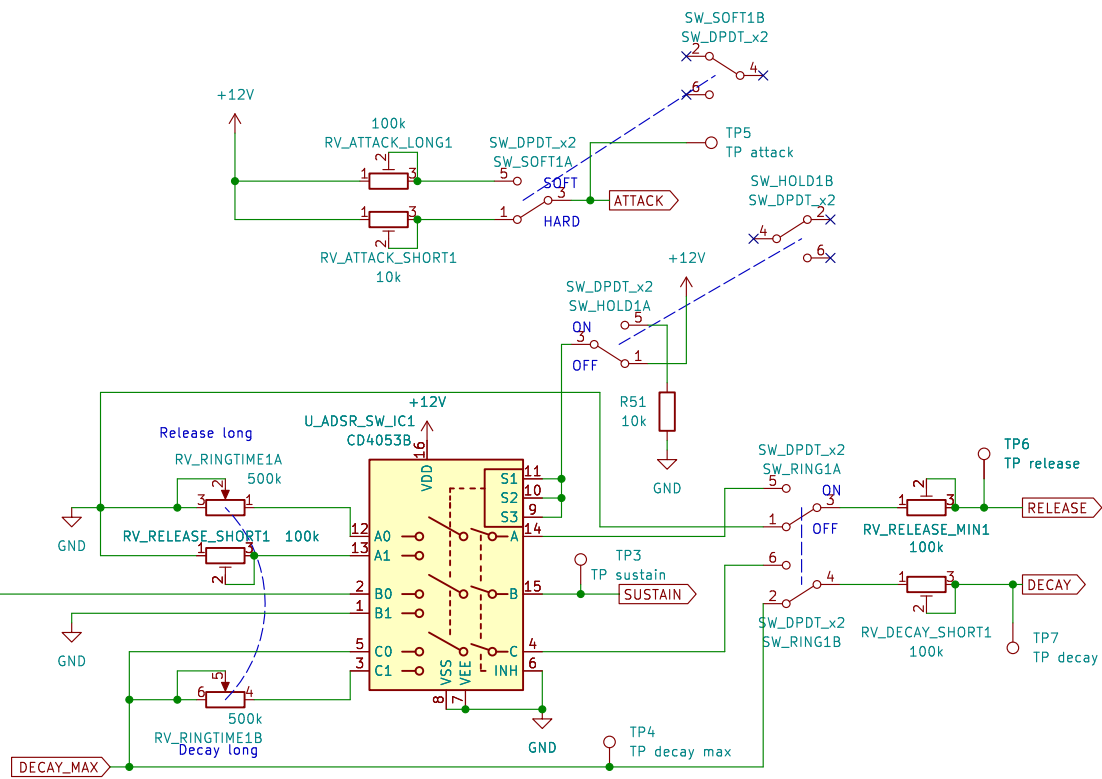 SW_SOFT1B
SW_DPDT_x2
2
4
6
+12V
100k
RV_ATTACK_LONG1
2
1
3
SW_DPDT_x2
SW_SOFT1A
5
SOFT
3
ATTACK
1
HARD
TP5
TP attack
1
3
2
RV_ATTACK_SHORT1
10k
SW_HOLD1B
SW_DPDT_x2
2
4
6
+12V
SW_DPDT_x2
SW_HOLD1A
ON
5
3
OFF
1
R51
10k
GND
+12V
U_ADSR_SW_IC1
CD4053B
16
VDD
Release long
RV_RINGTIME1A
500k
2
3
1
GND
RV_RELEASE_SHORT1
100k
1
3
2
12
A0
13
A1
2
B0
1
B1
5
C0
3
C1
S1
11
S2
10
S3
9
A
14
B
15
C
4
INH
6
VSS
VEE
8
7
GND
GND
TP3
TP sustain
SUSTAIN
SW_DPDT_x2
SW_RING1A
5
ON
3
1
OFF
6
4
2
SW_DPDT_x2
SW_RING1B
TP6
TP release
2
1
3
RELEASE
RV_RELEASE_MIN1
100k
1
3
2
DECAY
RV_DECAY_SHORT1
100k
TP7
TP decay
5
6
4
500k
RV_RINGTIME1B
Decay long
DECAY_MAX
TP4
TP decay max